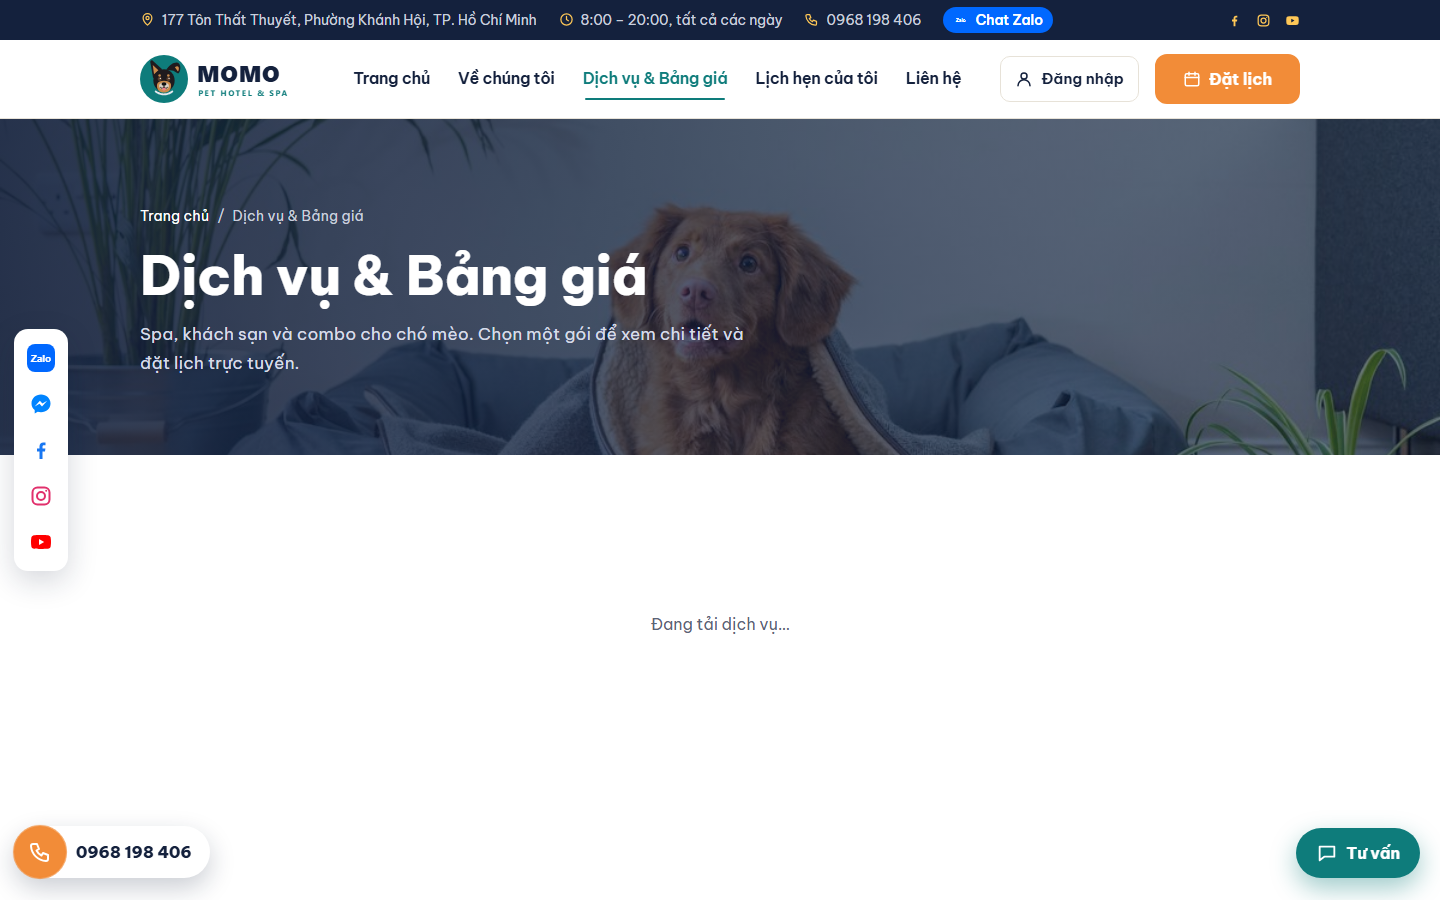 177 Tôn Thất Thuyết, Phường Khánh Hội, TP. Hồ Chí Minh
8:00 – 20:00, tất cả các ngày
0968 198 406
Zalo
Chat Zalo
MOMO
PET HOTEL & SPA
Trang chủ
Về chúng tôi
Dịch vụ & Bảng giá
Lịch hẹn của tôi
Liên hệ
Đăng nhập
Đặt lịch
Trang chủ / Dịch vụ & Bảng giá
Dịch vụ & Bảng giá
Spa, khách sạn và combo cho chó mèo. Chọn một gói để xem chi tiết và
đặt lịch trực tuyến.
Zalo
Đang tải dịch vụ...
0968 198 406
Tư vấn